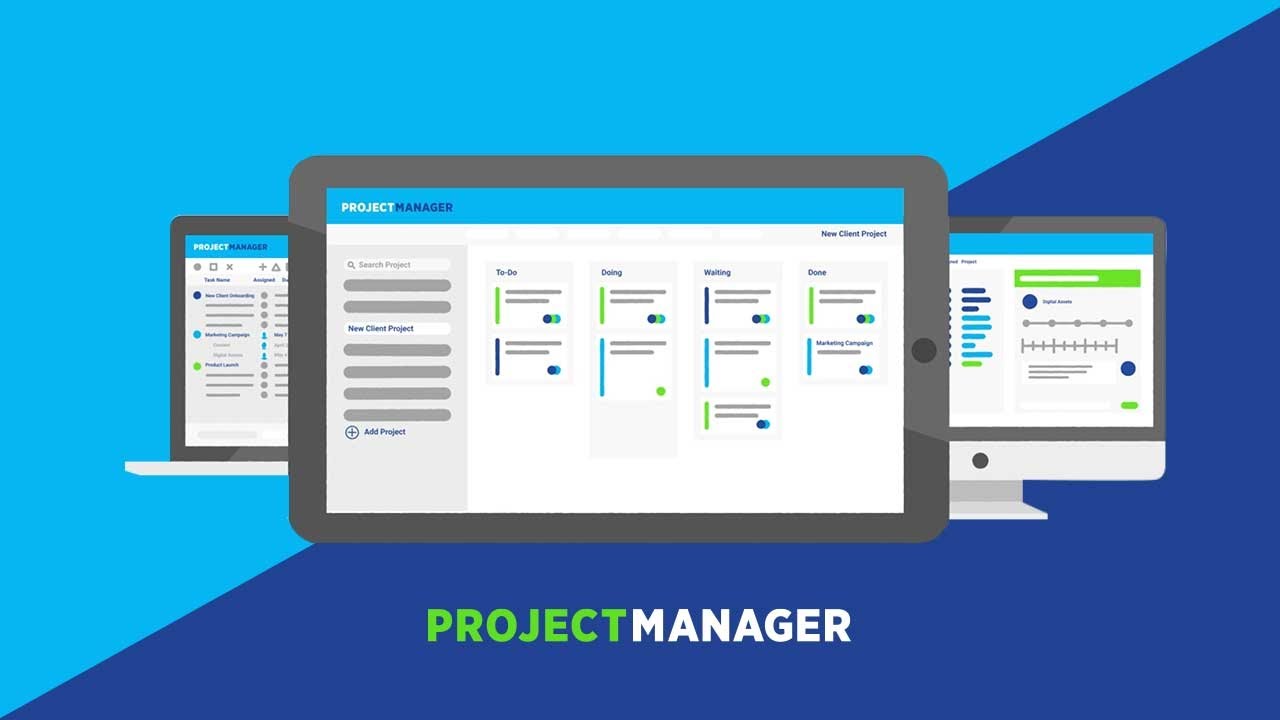 PROJECTMANAGER
New Client Project
Search Project
New Client Project
Add Project
To-Do
Doing
Waiting
Done
Marketing Campaign
PROJECTMANAGER
Task Name Assigned
New Client Onboarding
Marketing Campaign May 7
Content
Digital Assets
Product Launch
Project
Digital Assets
PROJECTMANAGER